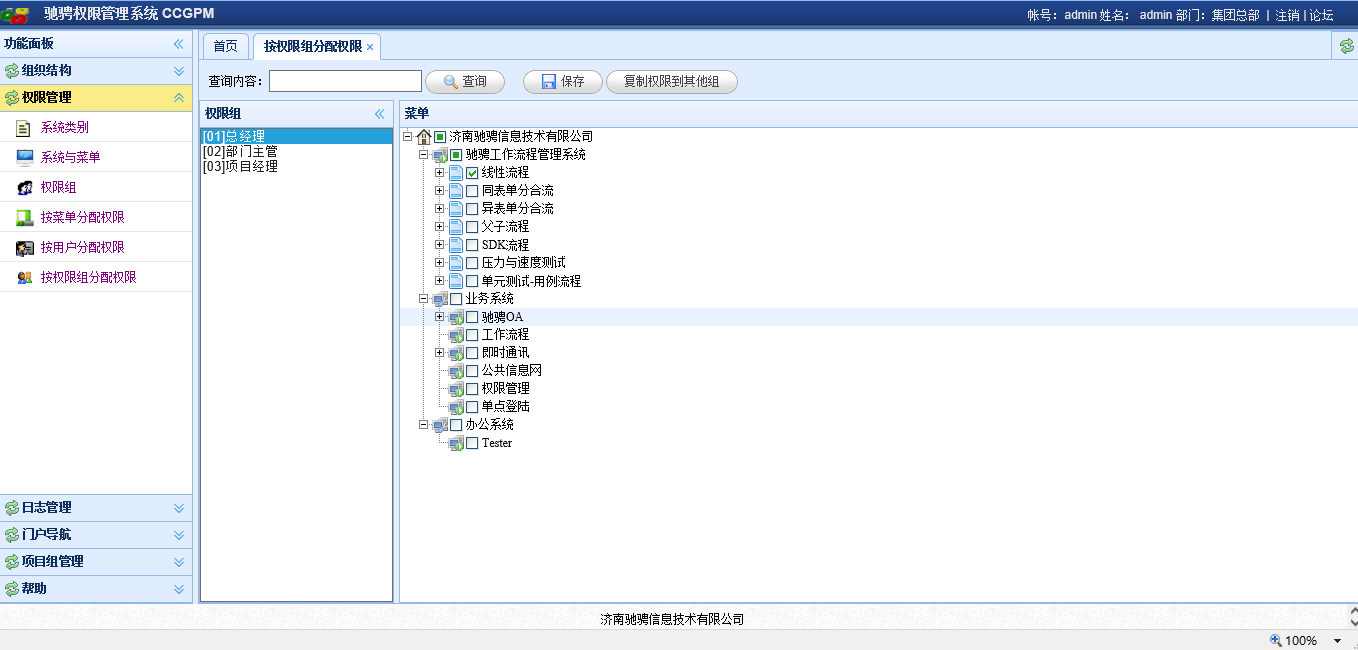 驰骋权限管理系统 CCGPM
帐号： admin 姓名： admin 部门： 集团总部 | 注销 | 论坛
功能面板
组织结构
权限管理
系统类别
系统与菜单
权限组
按菜单分配权限
按用户分配权限
按权限组分配权限
日志管理
门户导航
项目组管理
帮助
首页
按权限组分配权限 ×
查询内容：
查询
保存
复制权限到其他组
权限组
[01]总经理
[02]部门主管
[03]项目经理
菜单
济南驰骋信息技术有限公司
驰骋工作流程管理系统
线性流程
同表单分合流
异表单分合流
父子流程
SDK流程
压力与速度测试
单元测试-用例流程
业务系统
驰骋OA
工作流程
即时通讯
公共信息网
权限管理
单点登陆
办公系统
Tester
济南驰骋信息技术有限公司
100%